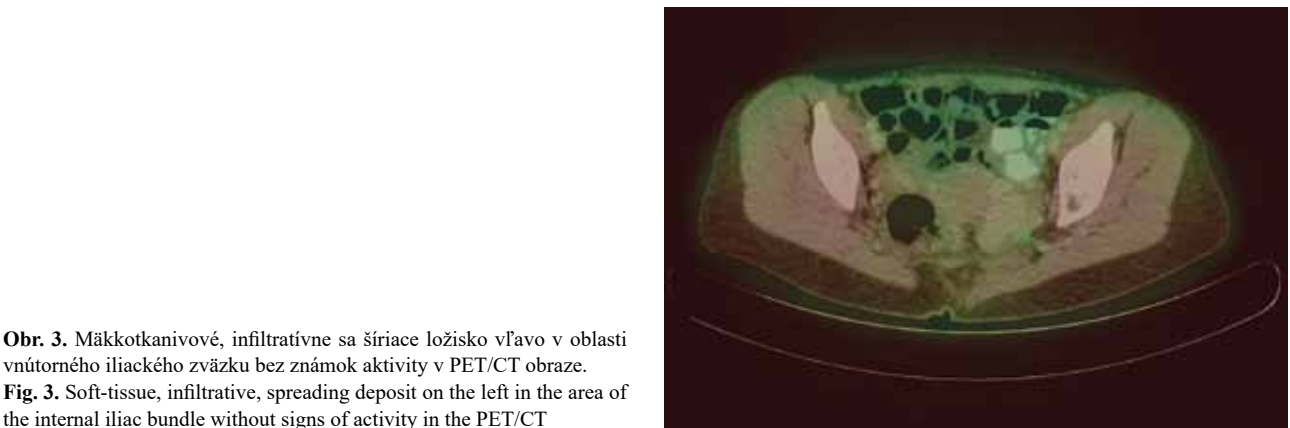 Obr. 3. Mäkkotkanivové, infiltratívne sa šíriace ložisko vľavo v oblasti
vnútorného iliackého zväzku bez známok aktivity v PET/CT obraze.
Fig. 3. Soft-tissue, infiltrative, spreading deposit on the left in the area of
the internal iliac bundle without signs of activity in the PET/CT